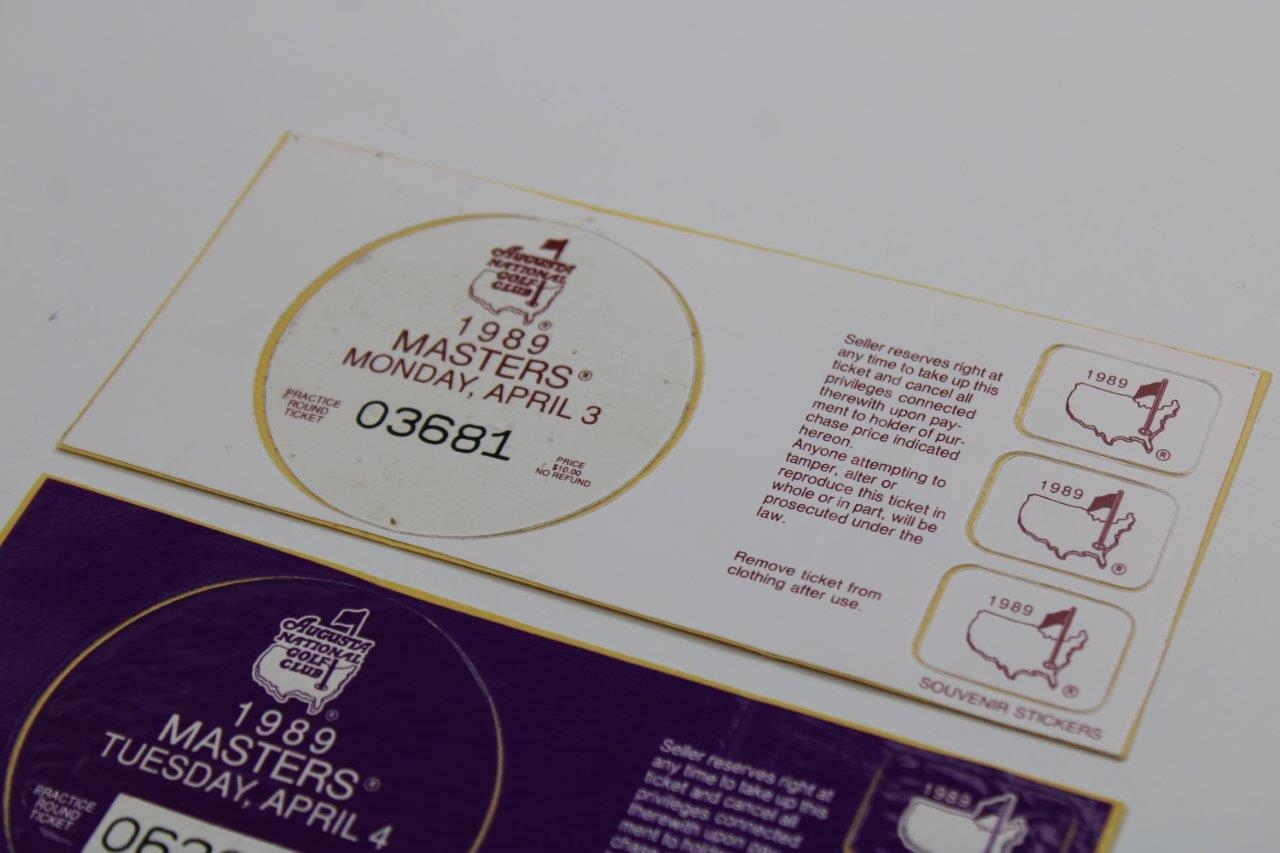 AUGUSTA
NATIONAL
GOLF
CLUB
®
1989
MASTERS®
MONDAY, APRIL 3
PRACTICE
ROUND
TICKET
03681
PRICE
$10.00
NO REFUND
Seller reserves right at
any time to take up this
ticket and cancel all
privileges connected
therewith upon pay-
ment to holder of pur-
chase price indicated
hereon.
Anyone attempting to
tamper, alter or
reproduce this ticket in
whole or in part, will be
prosecuted under the
law.
Remove ticket from
clothing after use.
1989
®
1989
®
1989
®
SOUVENIR STICKERS
AUGUSTA
NATIONAL
GOLF
CLUB
®
1989
MASTERS®
TUESDAY, APRIL 4
PRACTICE
ROUND
TICKET
Seller reserves right at
any time to take up this
ticket and cancel all
privileges connected
therewith upon pay-
ment to holder
1989
®